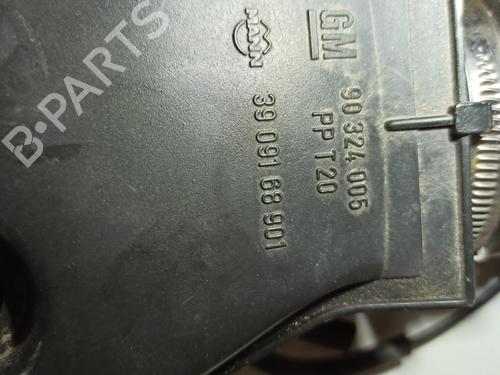 GM
90 324 005
PP T20
MANN
39 091 68 901
B-PARTS